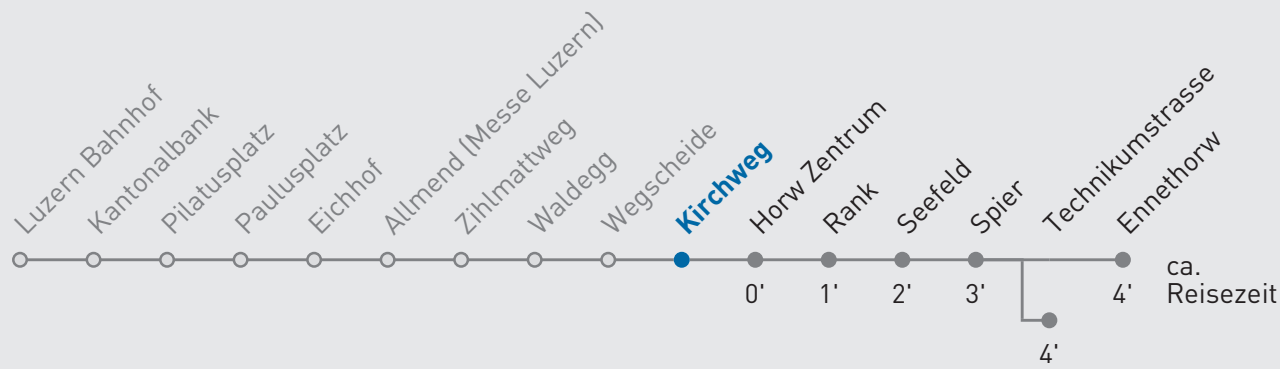 Luzern Bahnhof
Kantonalbank
Pilatusplatz
Paulusplatz
Eichhof
Allmend (Messe Luzern)
Zihlmattweg
Waldegg
Wegscheide
Kirchweg
Horw Zentrum
Rank
Seefeld
Spier
Technikumstrasse
Ennethorw
0' 1' 2' 3' 4'
ca.
Reisezeit
4'